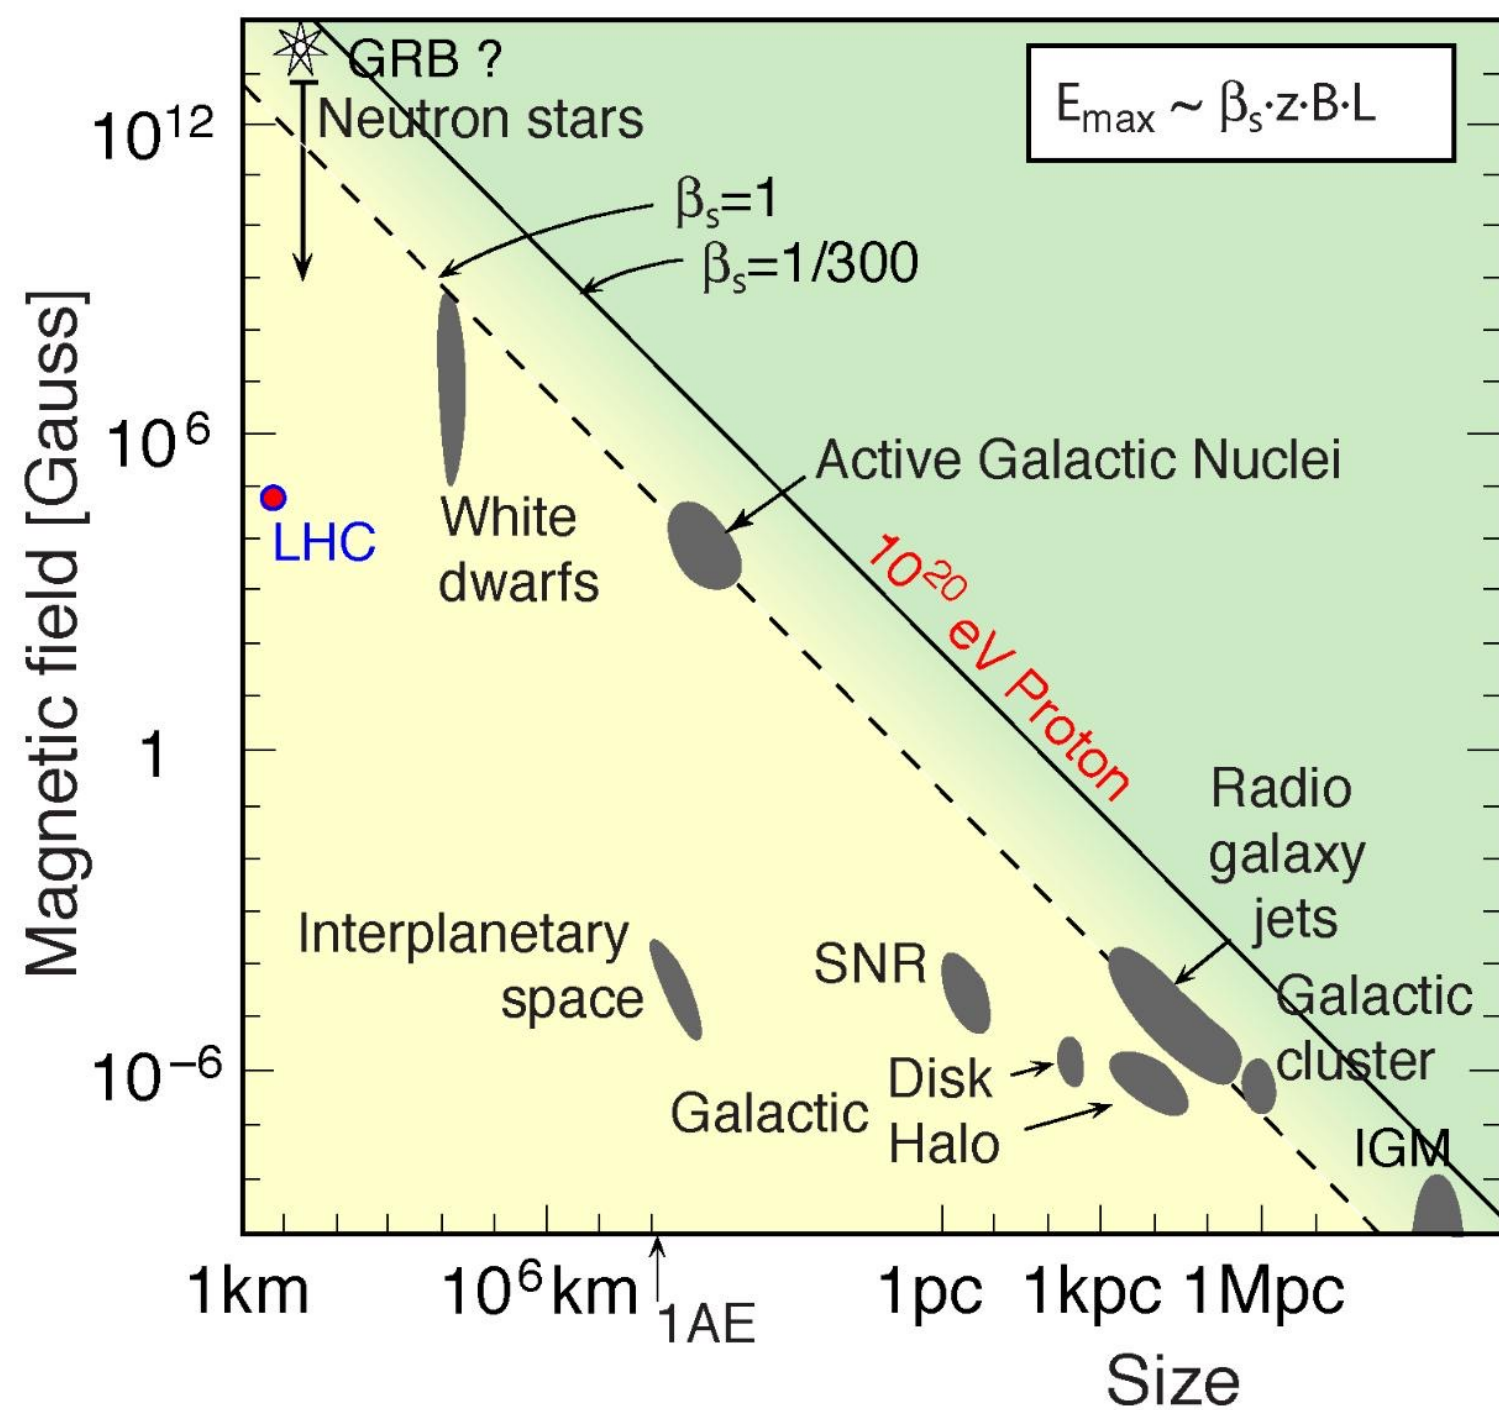 GRB ?
Neutron stars
E_max ~ β_s·z·B·L
10^12
β_s=1
β_s=1/300
Magnetic field [Gauss]
10^6
Active Galactic Nuclei
LHC
White
dwarfs
10^20 eV Proton
1
Radio
galaxy
jets
Interplanetary
space
SNR
Galactic
cluster
10^−6
Disk
Galactic
Halo
IGM
1km
10^6 km
1AE
1pc
1kpc
1Mpc
Size